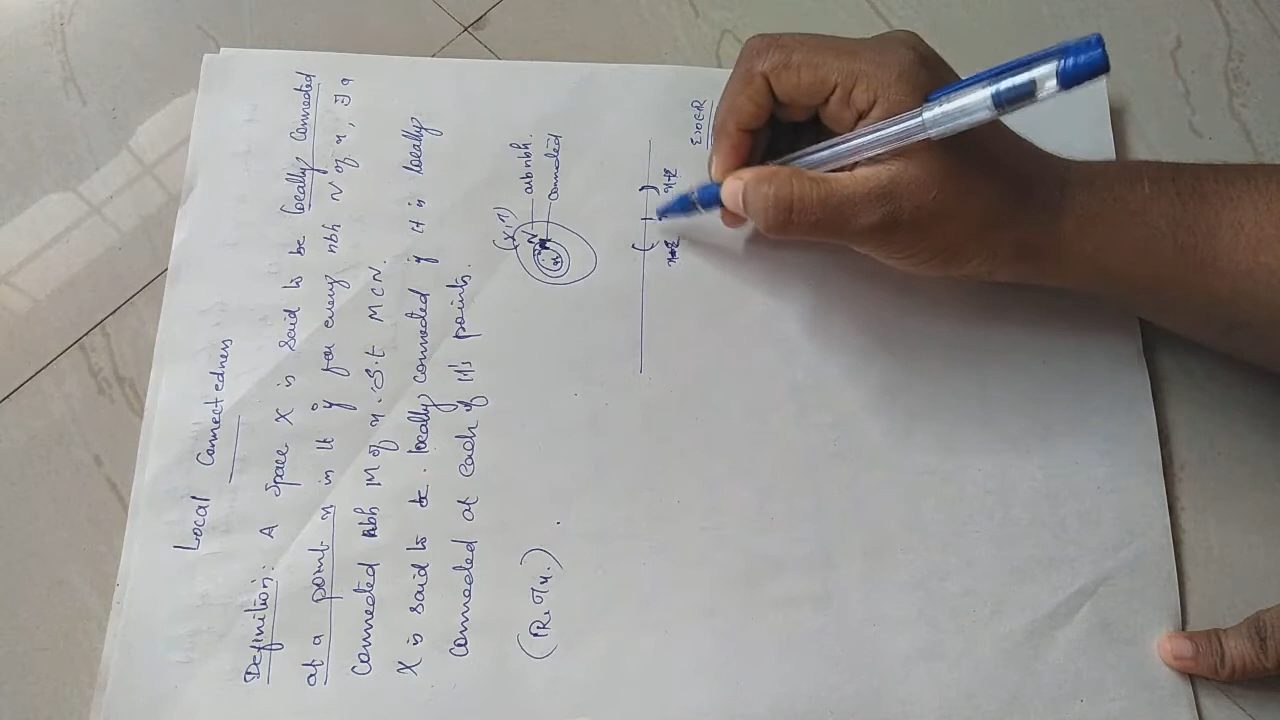 Local Connectedness
Definition: A space X is said to be locally Connected
at a point x in it if for every nbh N of x, ∃ a
Connected nbh M of x. S.t M⊂N.
X is said to be locally connected if it is locally
Connected at each of it's points.
(X,τ)
N
arb nbh.
M
connected
x
(ℝ, τu.)
( | )
x-ε x+ε
ε>0∈ℝ